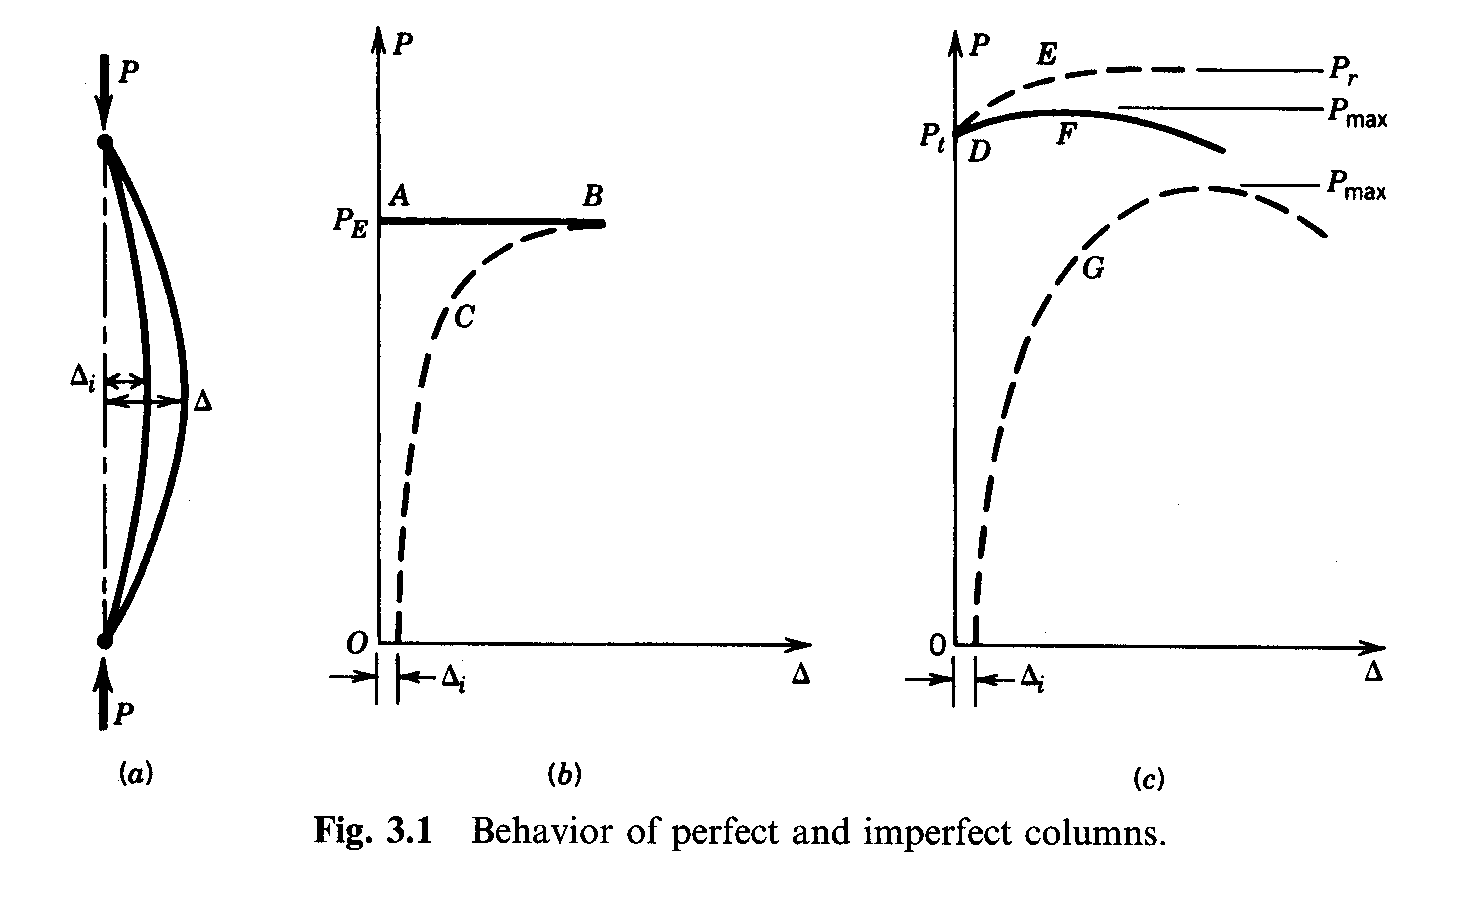 P
Δi
Δ
P
(a)
P
A
B
PE
C
O
Δi
Δ
(b)
P
E
Pr
Pmax
Pt
D
F
Pmax
G
0
Δi
Δ
(c)
Fig. 3.1 Behavior of perfect and imperfect columns.